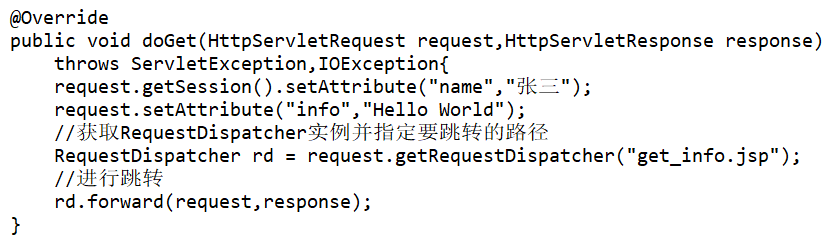 @Override
public void doGet(HttpServletRequest request,HttpServletResponse response)
    throws ServletException,IOException{
    request.getSession().setAttribute("name","张三");
    request.setAttribute("info","Hello World");
    //获取RequestDispatcher实例并指定要跳转的路径
    RequestDispatcher rd = request.getRequestDispatcher("get_info.jsp");
    //进行跳转
    rd.forward(request,response);
}